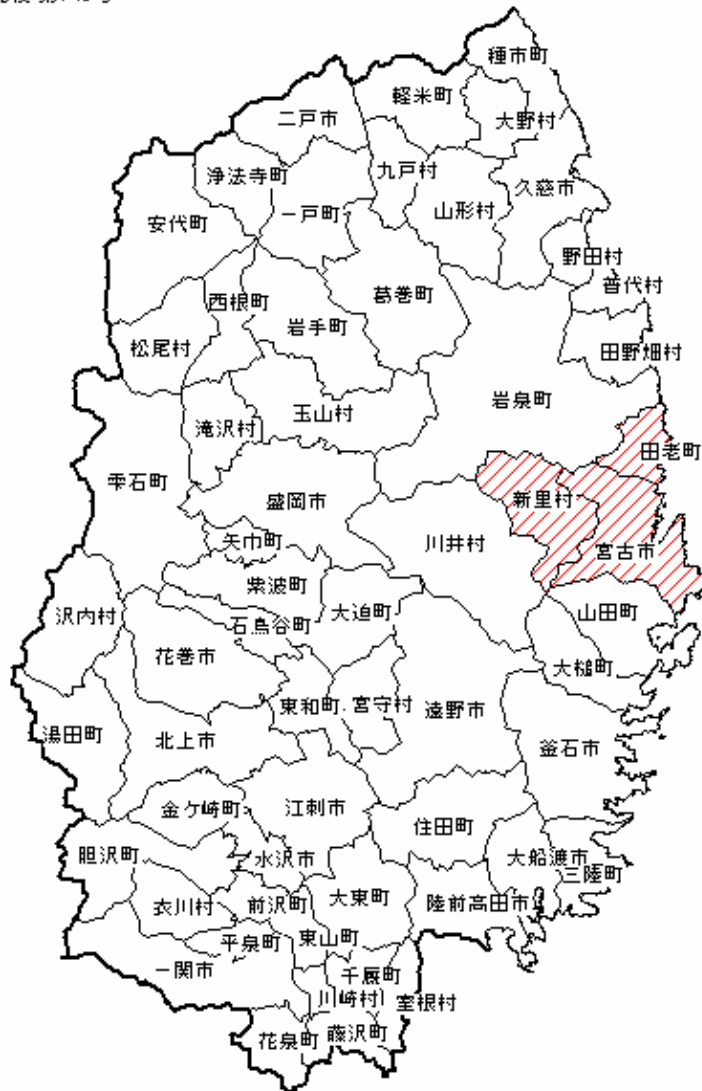 種市町
軽米町
大野村
二戸市
九戸村
浄法寺町
久慈市
一戸町
山形村
安代町
野田村
普代村
西根町
葛巻町
岩手町
松尾村
田野畑村
岩泉町
玉山村
滝沢村
田老町
雫石町
盛岡市
新里村
川井村
矢巾町
宮古市
紫波町
大迫町
山田町
沢内村
石鳥谷町
花巻市
大槌町
東和町
宮守村
遠野市
湯田町
北上市
釜石市
金ケ崎町
江刺市
住田町
胆沢町
水沢市
大船渡市
三陸町
衣川村
前沢町
大東町
陸前高田市
平泉町
東山町
一関市
千厩町
川崎村
室根村
花泉町
藤沢町